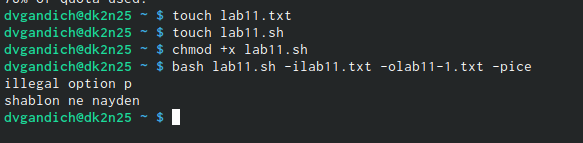 70% of quota used.
dvgandich@dk2n25 ~ $ touch lab11.txt
dvgandich@dk2n25 ~ $ touch lab11.sh
dvgandich@dk2n25 ~ $ chmod +x lab11.sh
dvgandich@dk2n25 ~ $ bash lab11.sh -ilab11.txt -olab11-1.txt -pice
illegal option p
shablon ne nayden
dvgandich@dk2n25 ~ $